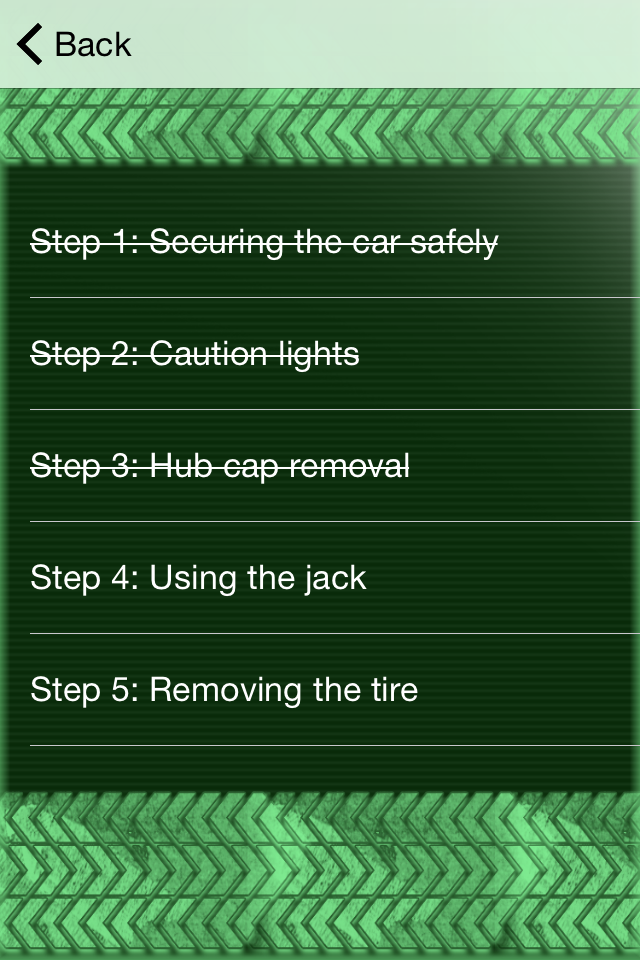 Back
Step 1: Securing the car safely
Step 2: Caution lights
Step 3: Hub cap removal
Step 4: Using the jack
Step 5: Removing the tire